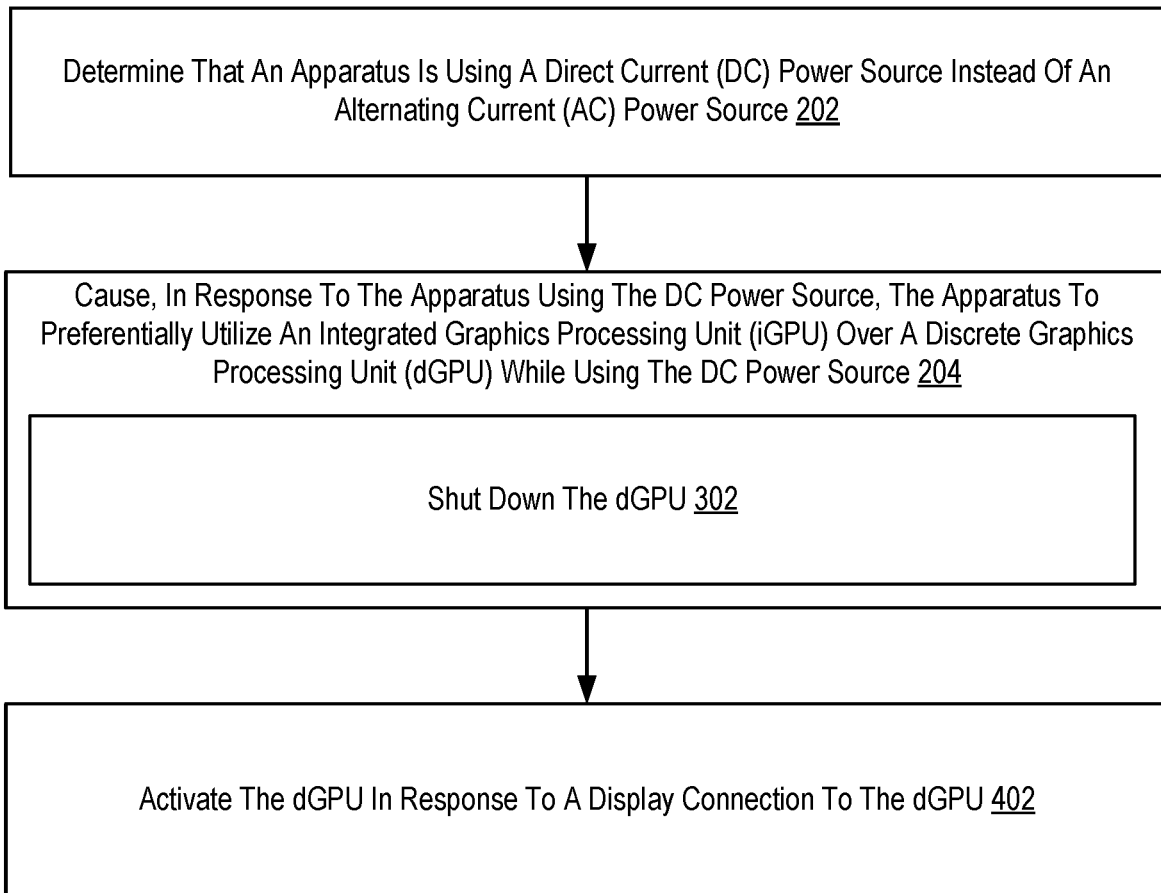 Determine That An Apparatus Is Using A Direct Current (DC) Power Source Instead Of An
Alternating Current (AC) Power Source 202
Cause, In Response To The Apparatus Using The DC Power Source, The Apparatus To
Preferentially Utilize An Integrated Graphics Processing Unit (iGPU) Over A Discrete Graphics
Processing Unit (dGPU) While Using The DC Power Source 204
Shut Down The dGPU 302
Activate The dGPU In Response To A Display Connection To The dGPU 402